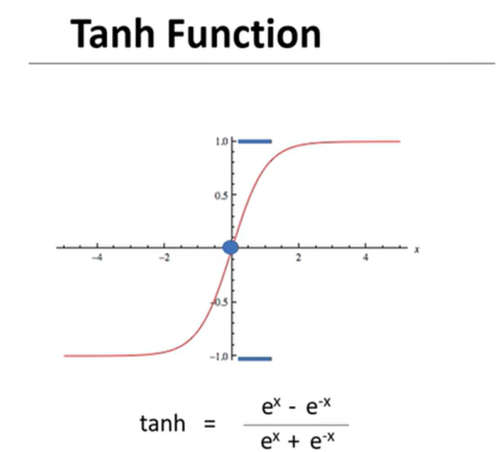 Tanh Function
1.0
0.5
-4 -2 2 4 x
-0.5
-1.0
e^x - e^-x
tanh =
e^x + e^-x